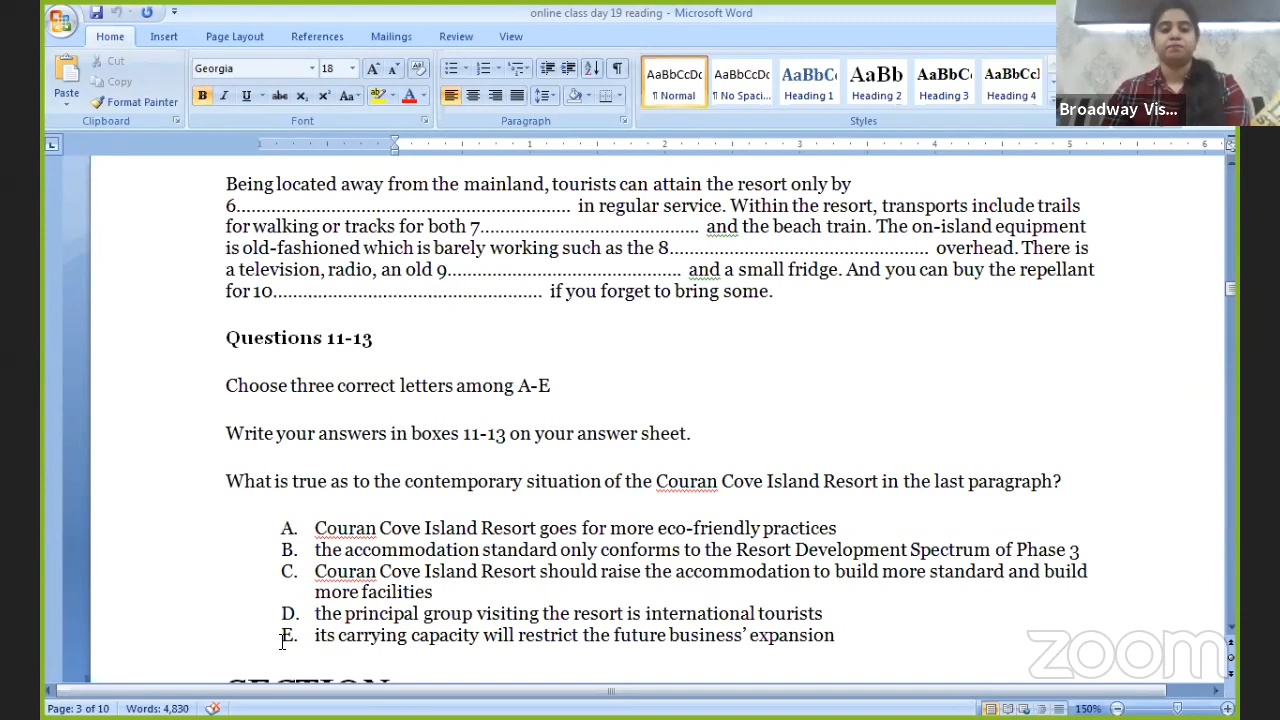 online class day 19 reading - Microsoft Word
Home Insert Page Layout References Mailings Review View
Paste
Cut
Copy
Format Painter
Clipboard
Georgia 18
Font
Paragraph
AaBbCcDc AaBbCcDc AaBbCc AaBb AaBbC AaBbCcI
¶ Normal ¶ No Spaci... Heading 1 Heading 2 Heading 3 Heading 4
Styles
Broadway Vis...
1 1 2 3 4 5 6
Being located away from the mainland, tourists can attain the resort only by
6.................................................................. in regular service. Within the resort, transports include trails
for walking or tracks for both 7........................................... and the beach train. The on-island equipment
is old-fashioned which is barely working such as the 8................................................... overhead. There is
a television, radio, an old 9.............................................. and a small fridge. And you can buy the repellant
for 10..................................................... if you forget to bring some.
Questions 11-13
Choose three correct letters among A-E
Write your answers in boxes 11-13 on your answer sheet.
What is true as to the contemporary situation of the Couran Cove Island Resort in the last paragraph?
A. Couran Cove Island Resort goes for more eco-friendly practices
B. the accommodation standard only conforms to the Resort Development Spectrum of Phase 3
C. Couran Cove Island Resort should raise the accommodation to build more standard and build
more facilities
D. the principal group visiting the resort is international tourists
E. its carrying capacity will restrict the future business’ expansion
SECTION
zoom
Page: 3 of 10 Words: 4,830 150%